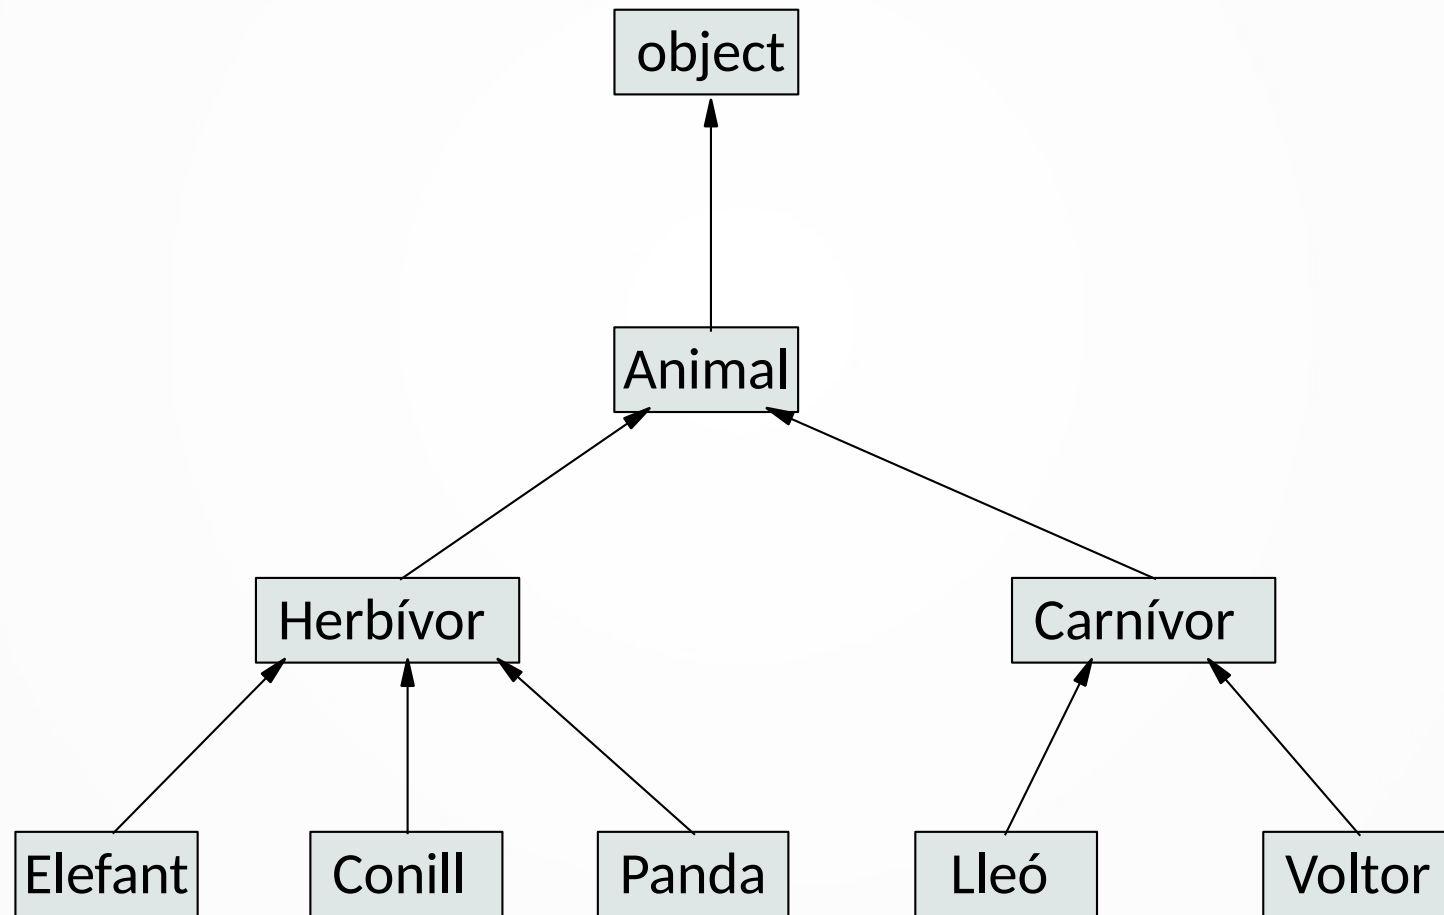 object
Animal
Herbívor
Carnívor
Elefant
Conill
Panda
Lleó
Voltor